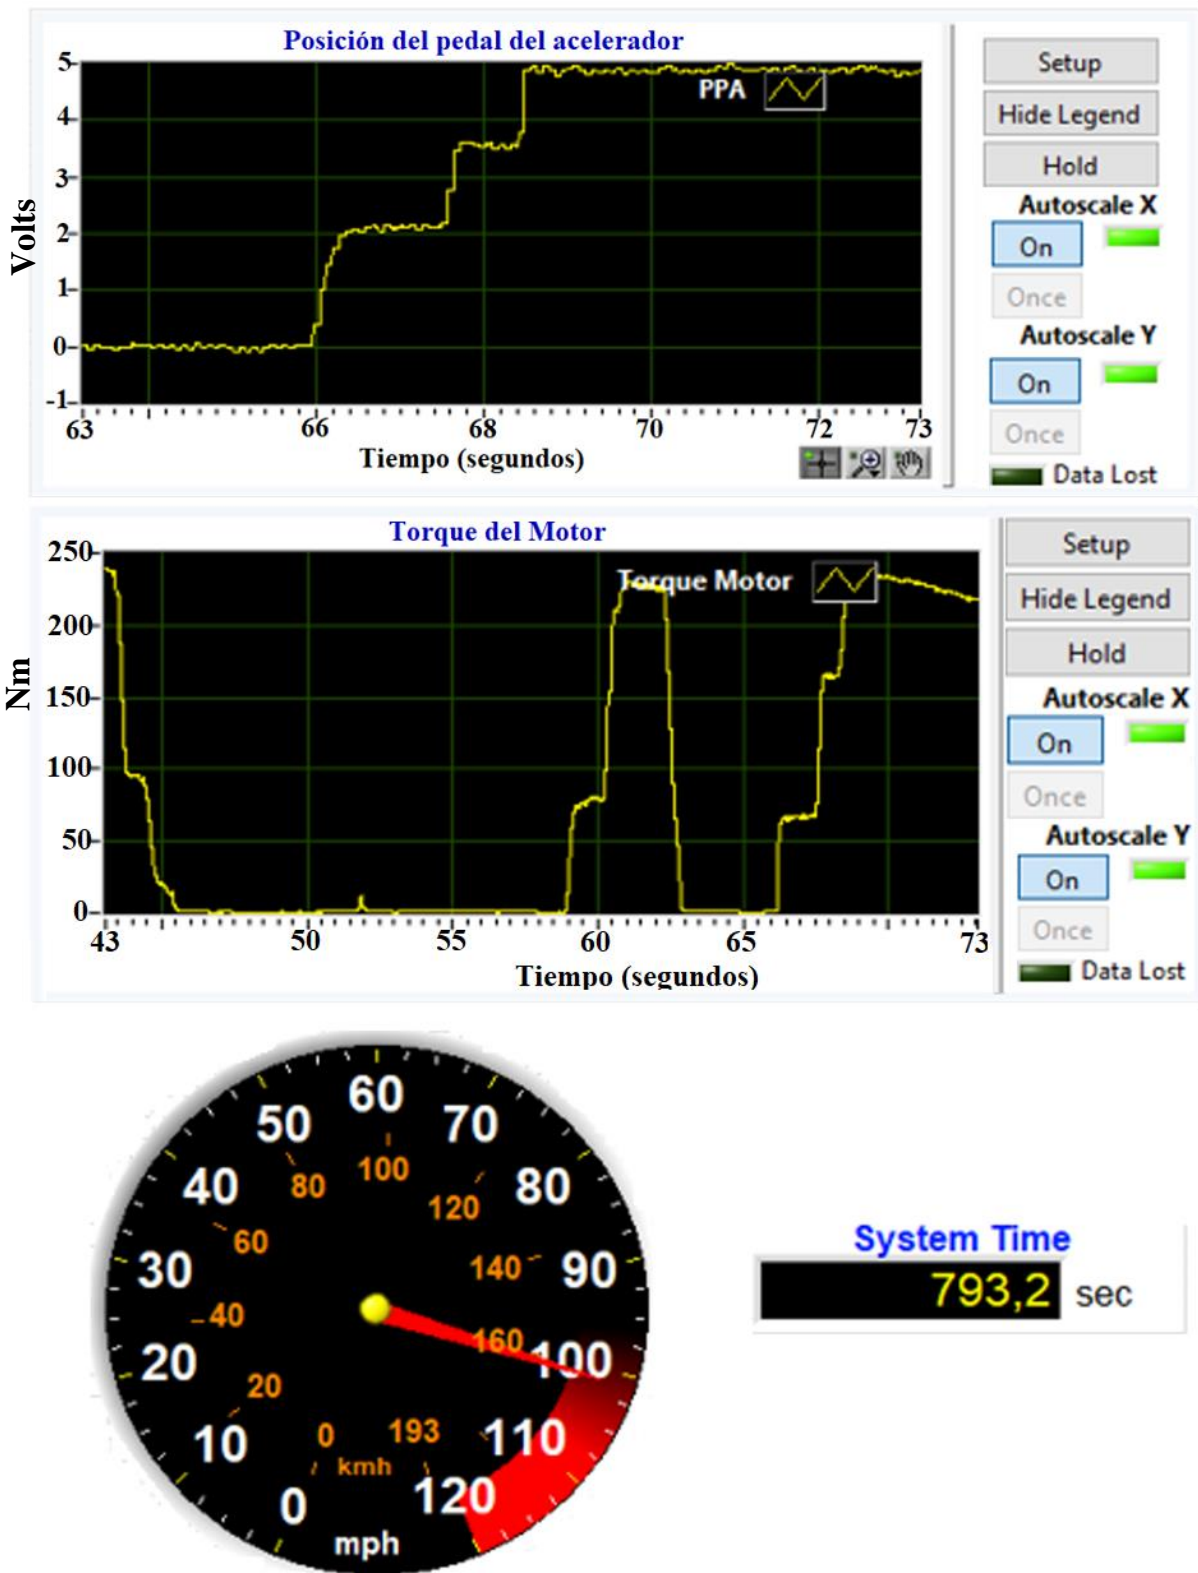 Posición del pedal del acelerador
PPA
Volts
5
4
3
2
1
0
-1
63 66 68 70 72 73
Tiempo (segundos)
Setup
Hide Legend
Hold
Autoscale X
On
Once
Autoscale Y
On
Once
Data Lost
Torque del Motor
Torque Motor
Nm
250
200
150
100
50
0
43 50 55 60 65 73
Tiempo (segundos)
Setup
Hide Legend
Hold
Autoscale X
On
Once
Autoscale Y
On
Once
Data Lost
0 10 20 30 40 50 60 70 80 90 100 110 120
mph
0 20 40 60 80 100 120 140 160 193
kmh
System Time
793,2 sec